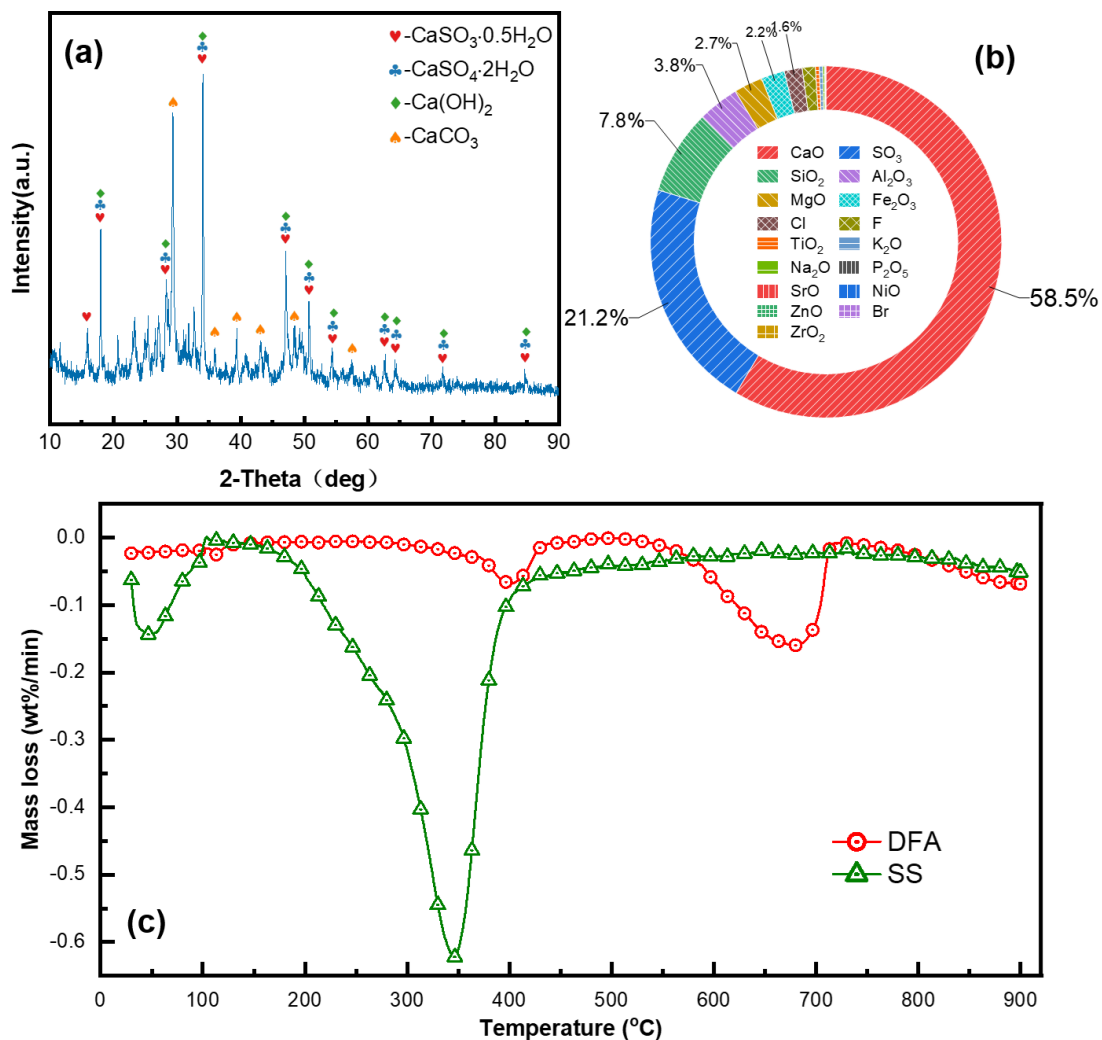 (a)
♥-CaSO₃·0.5H₂O
♣-CaSO₄·2H₂O
◆-Ca(OH)₂
♠-CaCO₃
Intensity(a.u.)
10 20 30 40 50 60 70 80 90
2-Theta（deg）
(b)
1.6%
2.2%
2.7%
3.8%
7.8%
21.2%
58.5%
CaO SO₃
SiO₂ Al₂O₃
MgO Fe₂O₃
Cl F
TiO₂ K₂O
Na₂O P₂O₅
SrO NiO
ZnO Br
ZrO₂
Mass loss (wt%/min)
0.0
-0.1
-0.2
-0.3
-0.4
-0.5
-0.6
(c)
DFA
SS
0 100 200 300 400 500 600 700 800 900
Temperature (°C)